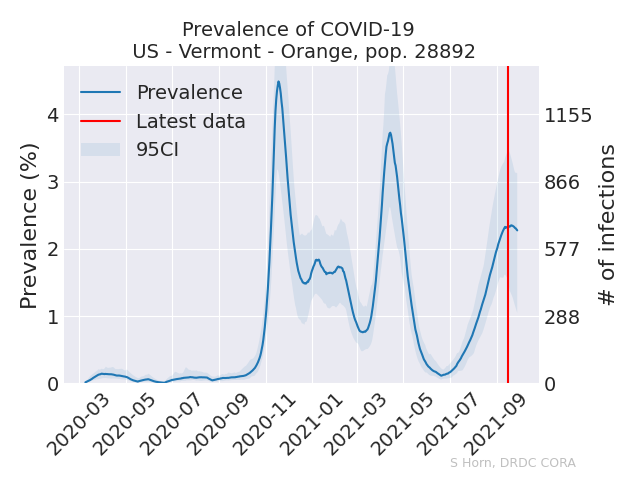 Prevalence of COVID-19
US - Vermont - Orange, pop. 28892
Prevalence
Latest data
95CI
Prevalence (%)
4
3
2
1
0
1155
866
577
288
0
# of infections
2020-03
2020-05
2020-07
2020-09
2020-11
2021-01
2021-03
2021-05
2021-07
2021-09
S Horn, DRDC CORA